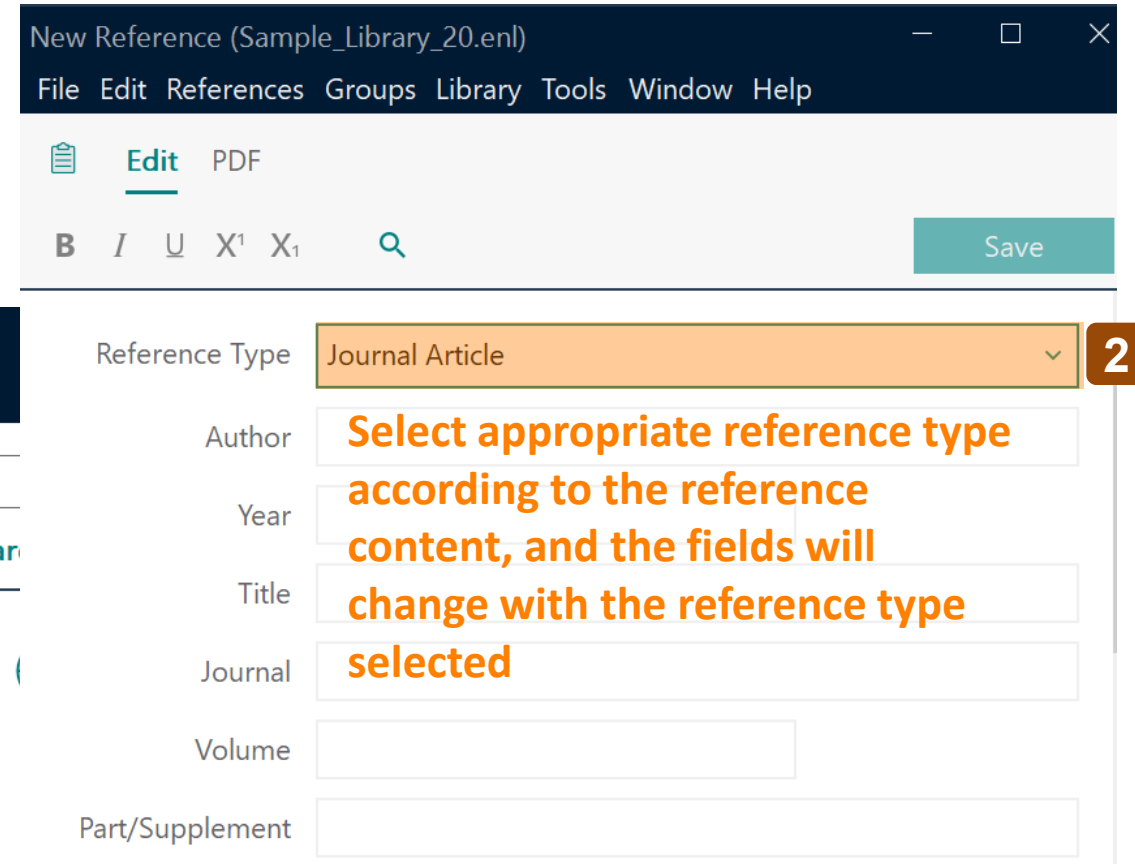 New Reference (Sample_Library_20.enl)
File Edit References Groups Library Tools Window Help
Edit PDF
B I U X¹ X₁
Save
Reference Type
Journal Article
2
Author
Year
Title
Journal
Volume
Part/Supplement
Select appropriate reference type
according to the reference
content, and the fields will
change with the reference type
selected